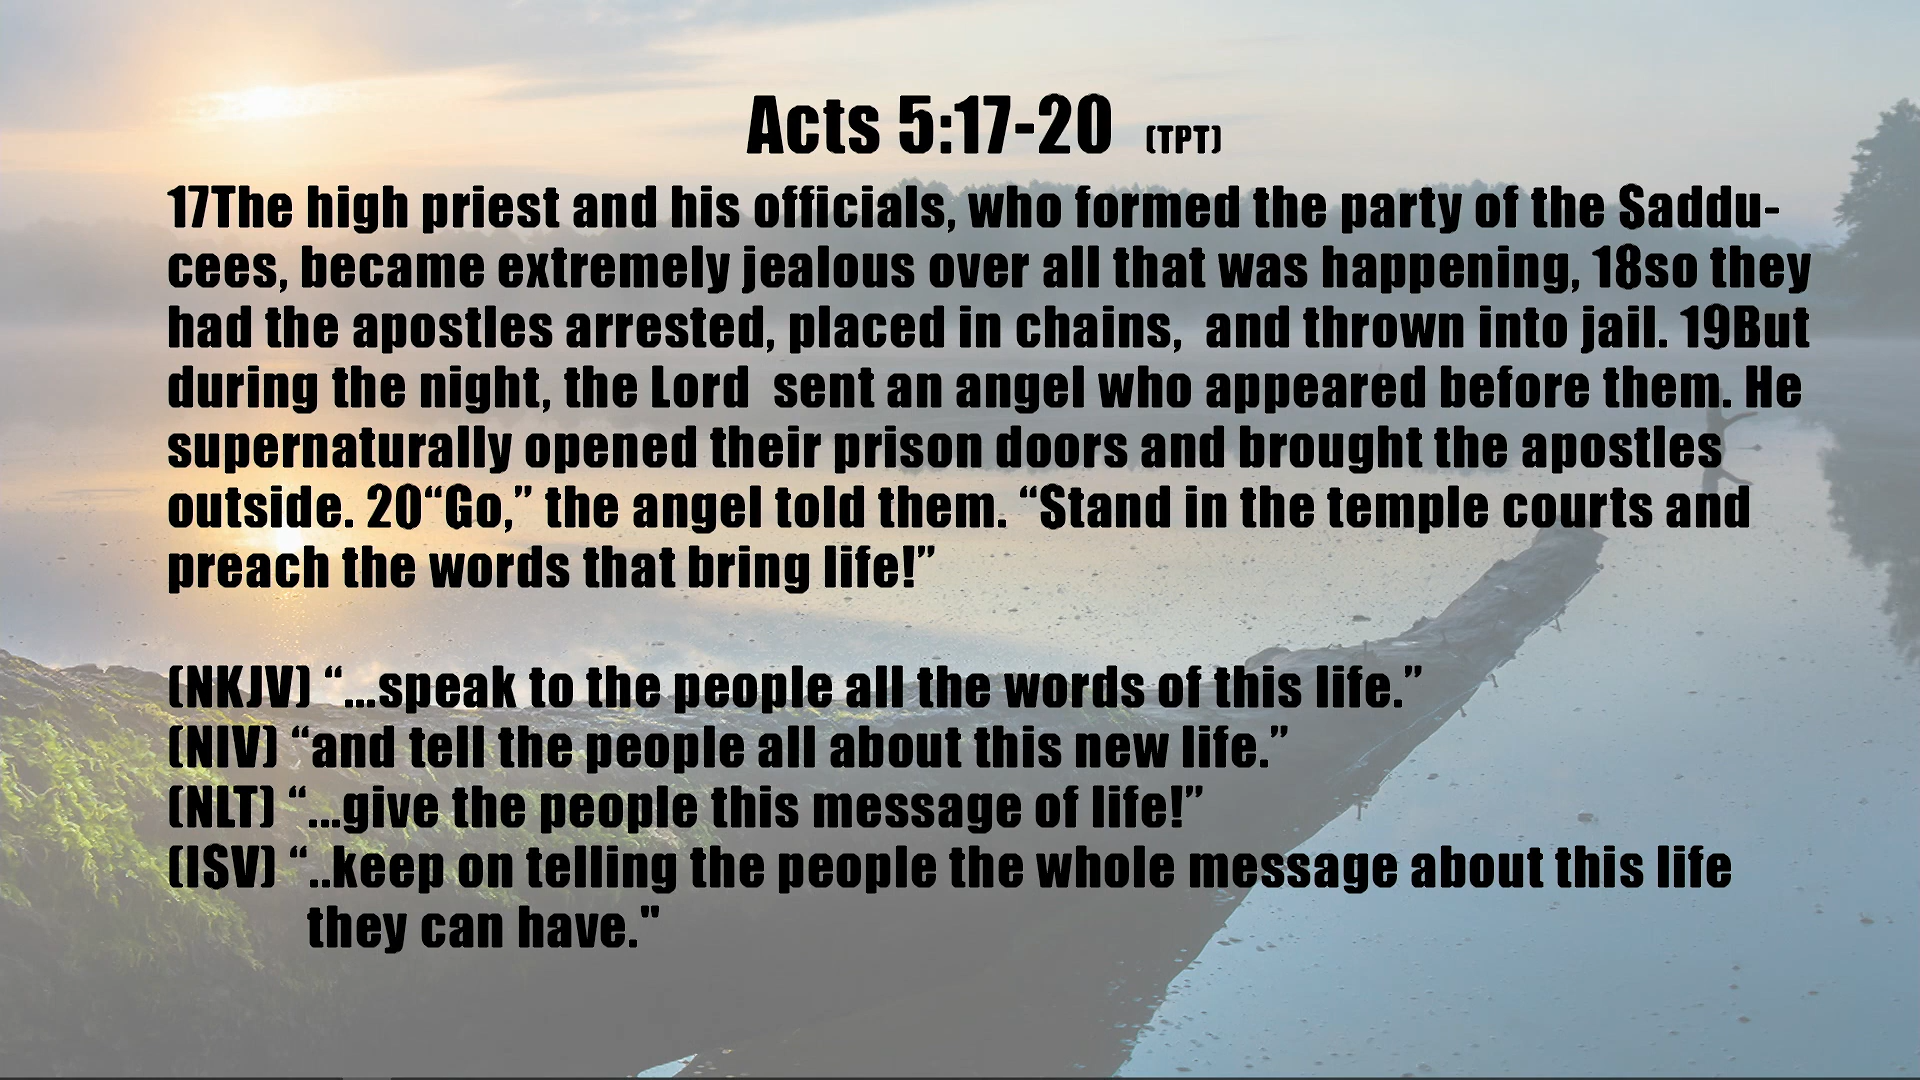 Acts 5:17-20 (TPT)
17The high priest and his officials, who formed the party of the Saddu-
cees, became extremely jealous over all that was happening, 18so they
had the apostles arrested, placed in chains,  and thrown into jail. 19But
during the night, the Lord  sent an angel who appeared before them. He
supernaturally opened their prison doors and brought the apostles
outside. 20“Go,” the angel told them. “Stand in the temple courts and
preach the words that bring life!”
(NKJV) “...speak to the people all the words of this life.”
(NIV) “and tell the people all about this new life.”
(NLT) “...give the people this message of life!”
(ISV) “..keep on telling the people the whole message about this life
they can have."